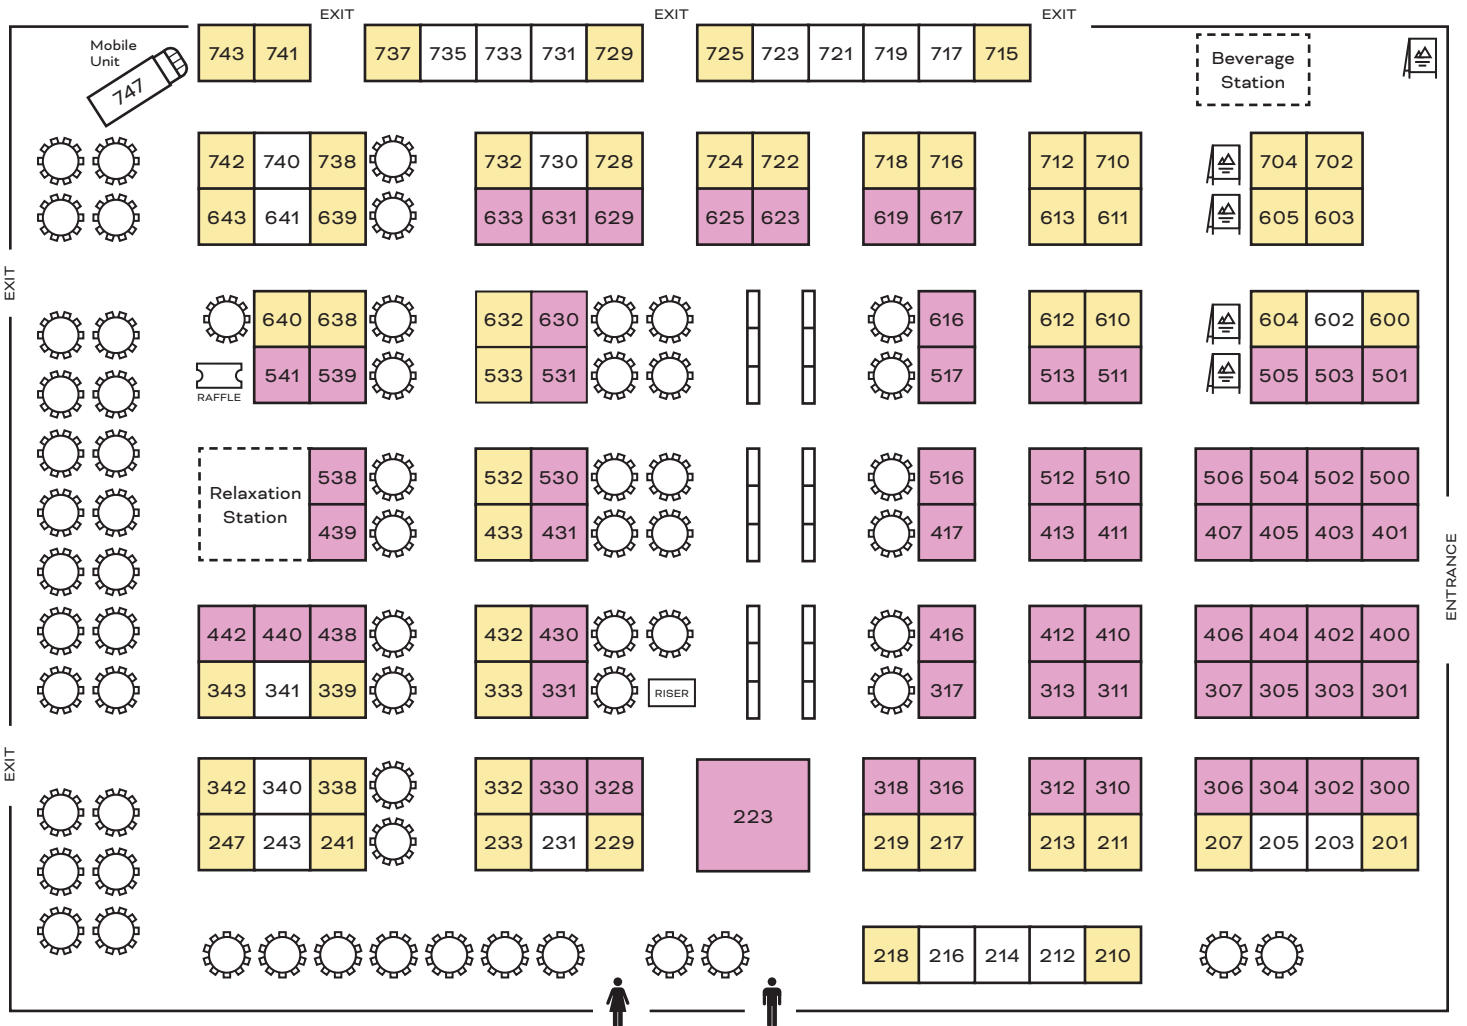 EXIT EXIT EXIT
Mobile
Unit
747
743 741 737 735 733 731 729 725 723 721 719 717 715
Beverage
Station
742 740 738 732 730 728 724 722 718 716 712 710 704 702
643 641 639 633 631 629 625 623 619 617 613 611 605 603
EXIT
640 638 632 630 616 612 610 604 602 600
541 539 533 531 517 513 511 505 503 501
RAFFLE
Relaxation
Station
538 532 530 516 512 510 506 504 502 500
439 433 431 417 413 411 407 405 403 401
ENTRANCE
442 440 438 432 430 416 412 410 406 404 402 400
343 341 339 333 331 RISER 317 313 311 307 305 303 301
EXIT
342 340 338 332 330 328 318 316 312 310 306 304 302 300
223
247 243 241 233 231 229 219 217 213 211 207 205 203 201
218 216 214 212 210